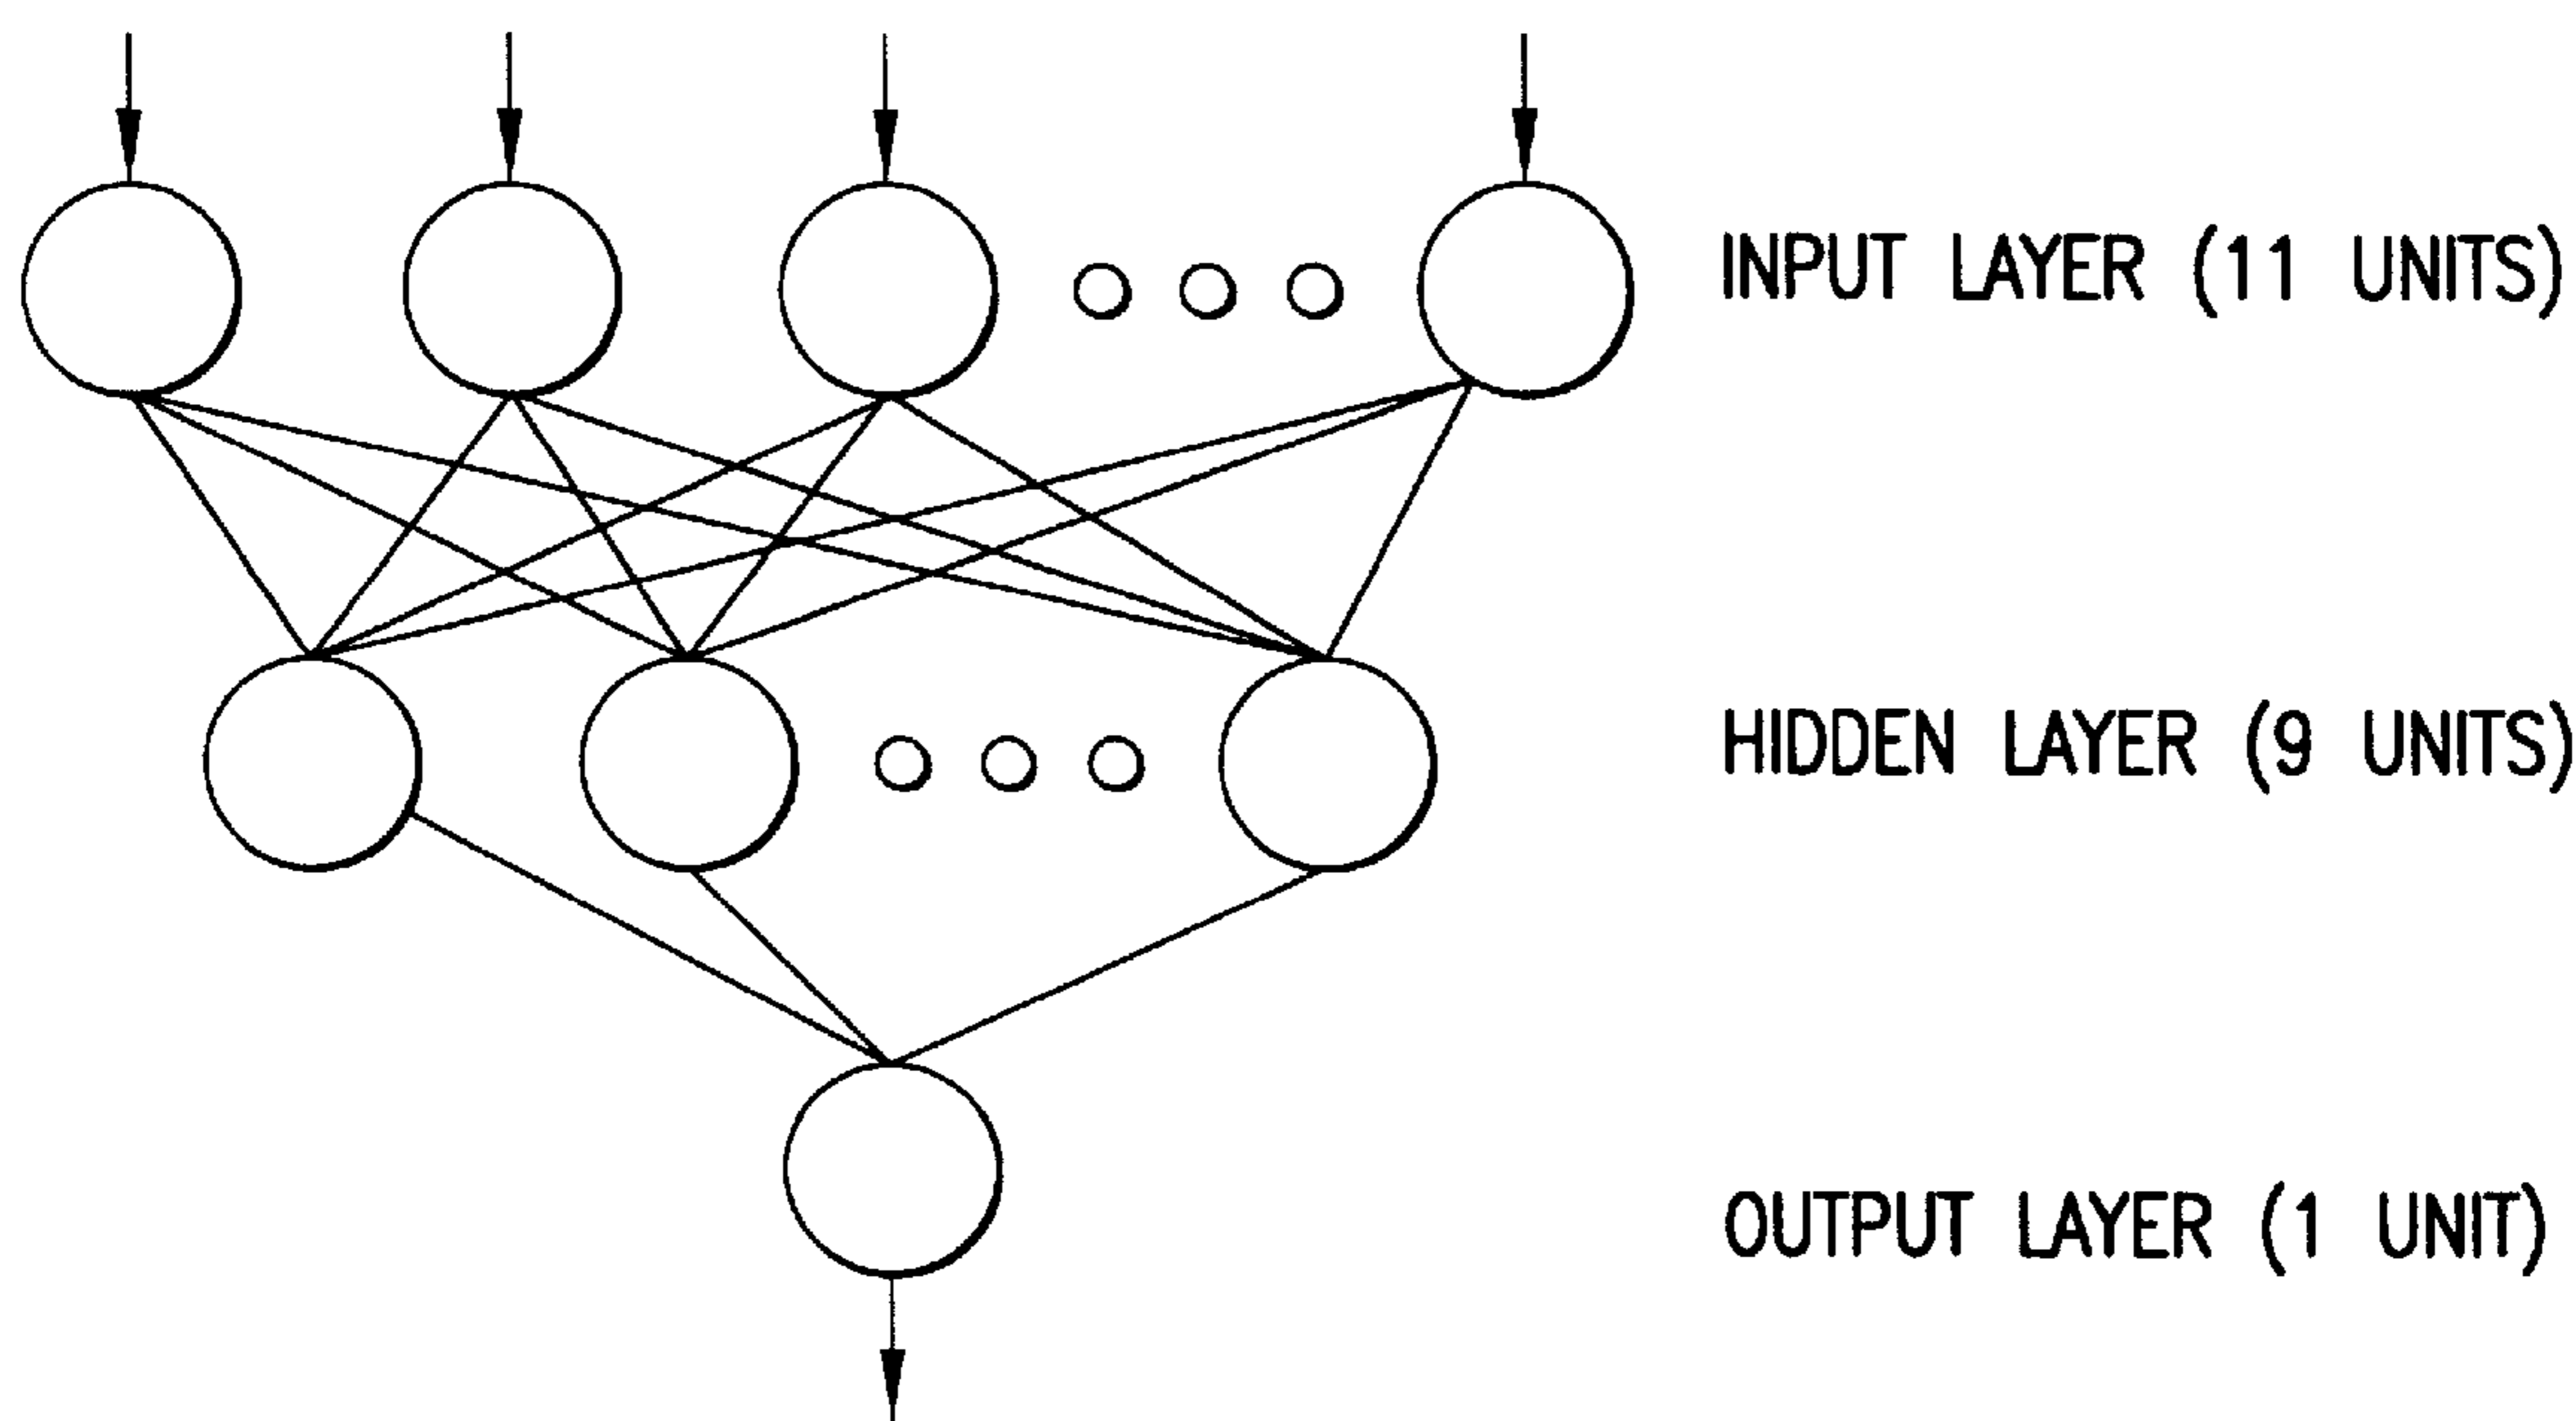 INPUT LAYER (11 UNITS)
HIDDEN LAYER (9 UNITS)
OUTPUT LAYER (1 UNIT)